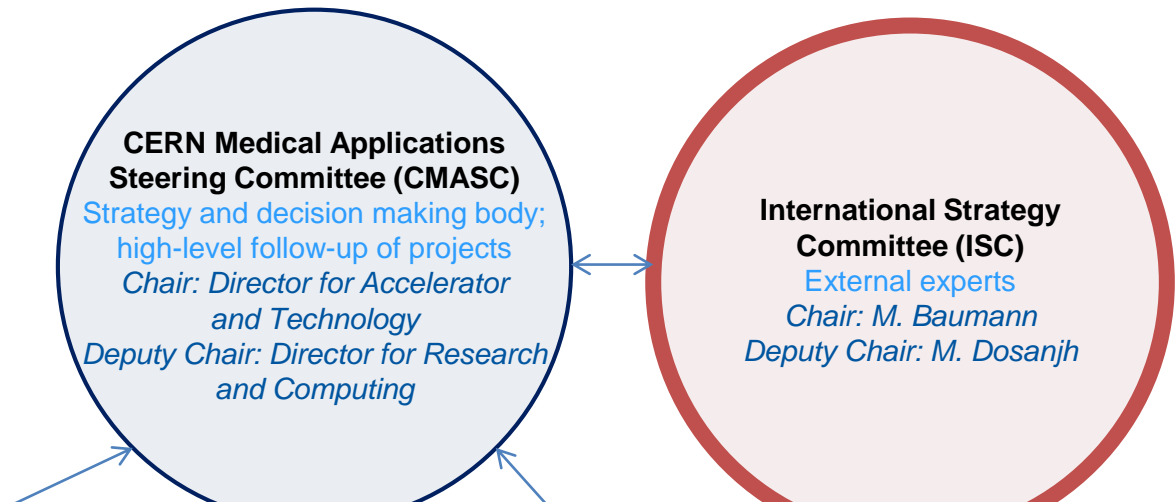 CERN Medical Applications
Steering Committee (CMASC)
Strategy and decision making body;
high-level follow-up of projects
Chair: Director for Accelerator
and Technology
Deputy Chair: Director for Research
and Computing
International Strategy
Committee (ISC)
External experts
Chair: M. Baumann
Deputy Chair: M. Dosanjh